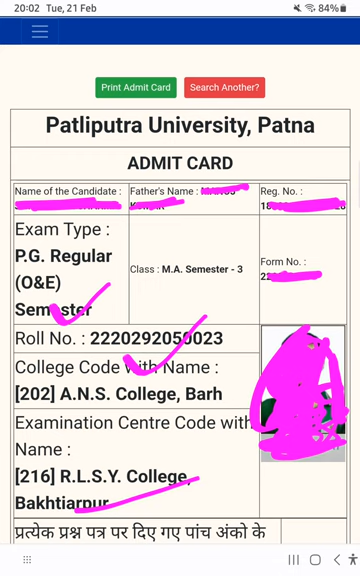 20:02 Tue, 21 Feb
84%
Print Admit Card Search Another?
Patliputra University, Patna
ADMIT CARD
Name of the Candidate : Father's Name : Reg. No. :
Exam Type :
P.G. Regular
(O&E)
Semester
Class : M.A. Semester - 3
Form No. :
Roll No. : 2220292050023
College Code with Name :
[202] A.N.S. College, Barh
Examination Centre Code with
Name :
[216] R.L.S.Y. College,
Bakhtiarpur
प्रत्येक प्रश्न पत्र पर दिए गए पांच अंको के